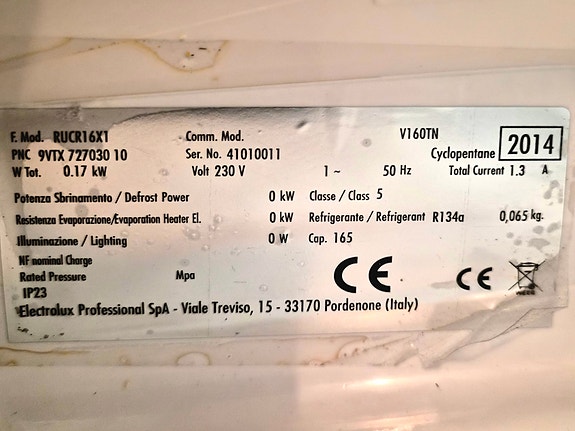 F. Mod. RUCR16X1 Comm. Mod. V160TN
PNC 9VTX 727030 10 Ser. No. 41010011 Cyclopentane 2014
W Tot. 0.17 kW Volt 230 V 1 ~ 50 Hz Total Current 1.3 A
Potenza Sbrinamento / Defrost Power 0 kW Classe / Class 5
Resistenza Evaporazione/Evaporation Heater El. 0 kW Refrigerante / Refrigerant R134a 0,065 kg.
Illuminazione / Lighting 0 W Cap. 165
NF nominal Charge
Rated Pressure Mpa
CE CE
IP23
WEEE
Electrolux Professional SpA - Viale Treviso, 15 - 33170 Pordenone (Italy)